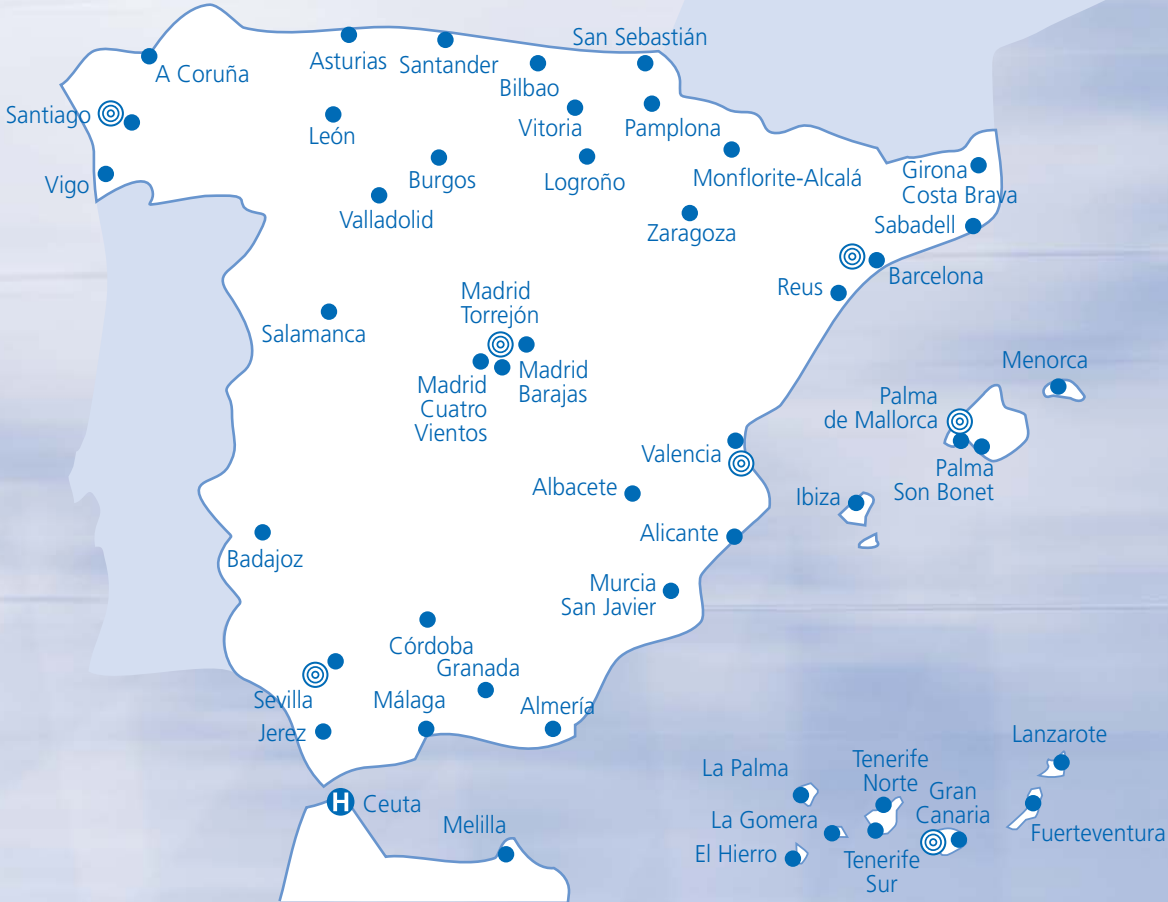 San Sebastián
Asturias
Santander
A Coruña
Bilbao
Santiago
Vitoria
Pamplona
León
Vigo
Burgos
Logroño
Monflorite-Alcalá
Girona
Costa Brava
Valladolid
Zaragoza
Sabadell
Barcelona
Reus
Madrid
Torrejón
Salamanca
Madrid
Barajas
Madrid
Cuatro
Vientos
Menorca
Palma
de Mallorca
Valencia
Palma
Son Bonet
Albacete
Ibiza
Alicante
Badajoz
Murcia
San Javier
Córdoba
Granada
Sevilla
Málaga
Almería
Jerez
Lanzarote
La Palma
Tenerife
Norte
Gran
Canaria
H Ceuta
La Gomera
Melilla
Fuerteventura
El Hierro
Tenerife
Sur